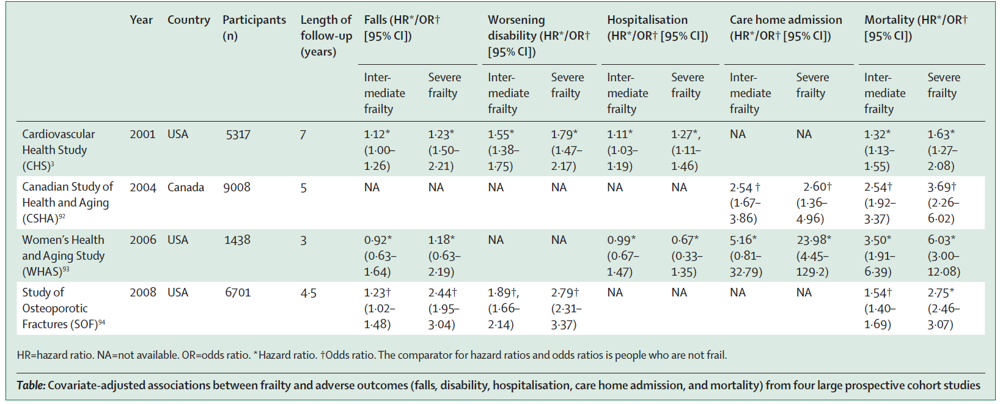 Year Country Participants (n) Length of follow-up (years) Falls (HR*/OR† [95% CI]) Worsening disability (HR*/OR† [95% CI]) Hospitalisation (HR*/OR† [95% CI]) Care home admission (HR*/OR† [95% CI]) Mortality (HR*/OR† [95% CI])
Inter-mediate frailty Severe frailty Inter-mediate frailty Severe frailty Inter-mediate frailty Severe frailty Inter-mediate frailty Severe frailty Inter-mediate frailty Severe frailty
Cardiovascular Health Study (CHS)³ 2001 USA 5317 7 1·12* (1·00–1·26) 1·23* (1·50–2·21) 1·55* (1·38–1·75) 1·79* (1·47–2·17) 1·11* (1·03–1·19) 1·27*, (1·11–1·46) NA NA 1·32* (1·13–1·55) 1·63* (1·27–2·08)
Canadian Study of Health and Aging (CSHA)⁹² 2004 Canada 9008 5 NA NA NA NA NA NA 2·54 † (1·67–3·86) 2·60† (1·36–4·96) 2·54† (1·92–3·37) 3·69† (2·26–6·02)
Women's Health and Aging Study (WHAS)⁹³ 2006 USA 1438 3 0·92* (0·63–1·64) 1·18* (0·63–2·19) NA NA 0·99* (0·67–1·47) 0·67* (0·33–1·35) 5·16* (0·81–32·79) 23·98* (4·45–129·2) 3·50* (1·91–6·39) 6·03* (3·00–12·08)
Study of Osteoporotic Fractures (SOF)⁹⁴ 2008 USA 6701 4·5 1·23† (1·02–1·48) 2·44† (1·95–3·04) 1·89†, (1·66–2·14) 2·79† (2·31–3·37) NA NA NA NA 1·54† (1·40–1·69) 2·75* (2·46–3·07)
HR=hazard ratio. NA=not available. OR=odds ratio. *Hazard ratio. †Odds ratio. The comparator for hazard ratios and odds ratios is people who are not frail.
Table: Covariate-adjusted associations between frailty and adverse outcomes (falls, disability, hospitalisation, care home admission, and mortality) from four large prospective cohort studies